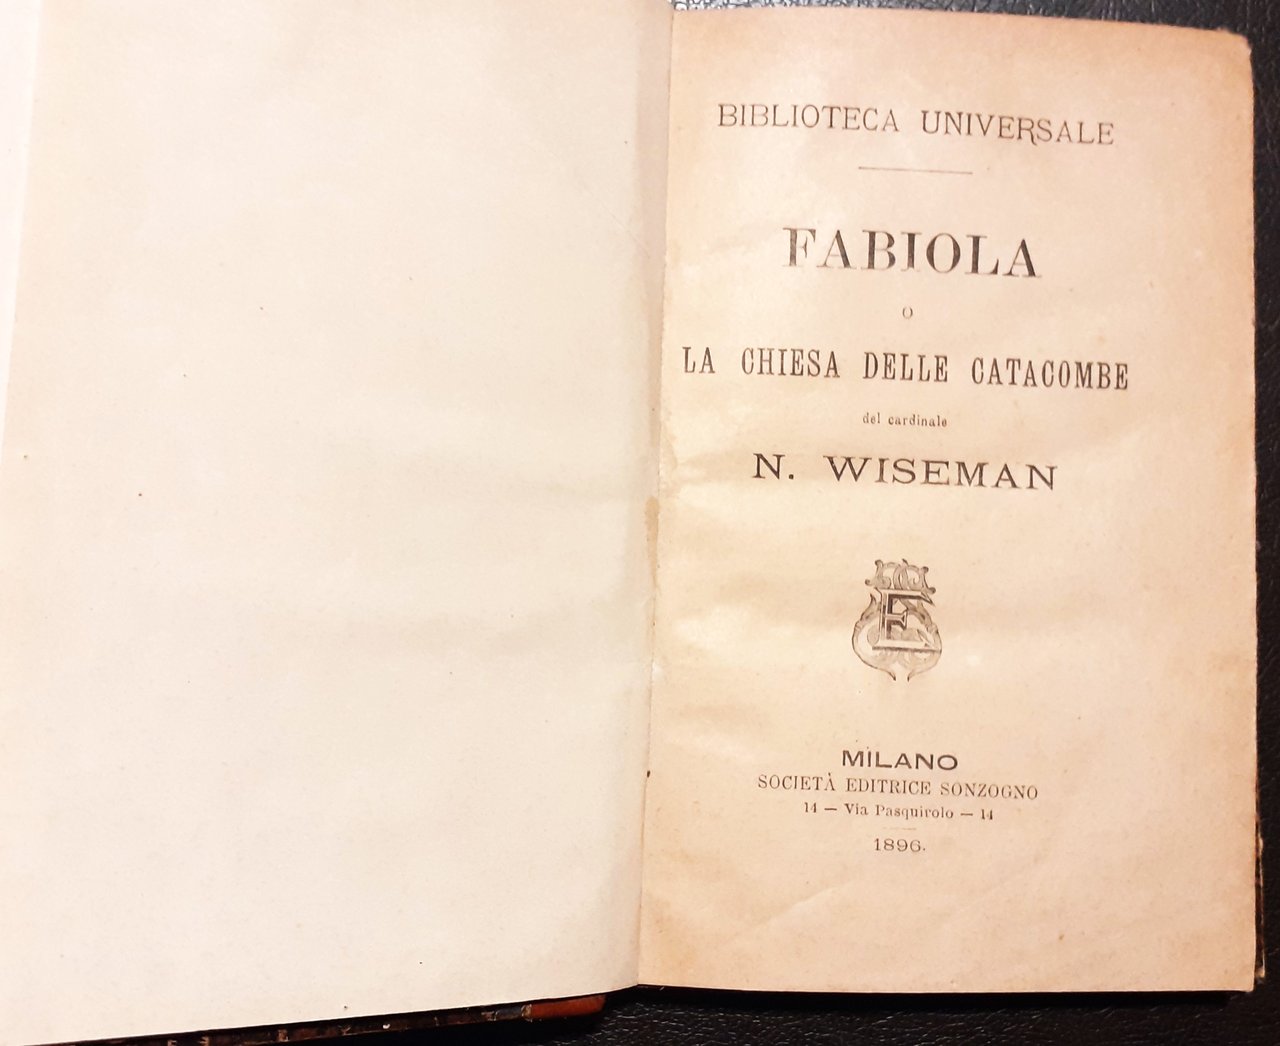 BIBLIOTECA UNIVERSALE
FABIOLA
O
LA CHIESA DELLE CATACOMBE
del cardinale
N. WISEMAN
E
MILANO
SOCIETÀ EDITRICE SONZOGNO
14 — Via Pasquirolo — 14
1896.